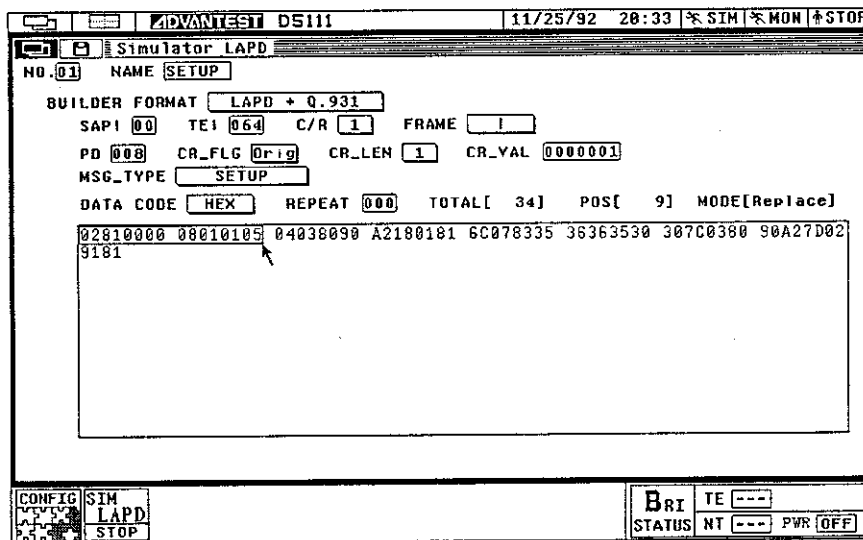 ADVANTEST D5111 11/25/92 20:33 SIM MON STOP
Simulator LAPD
NO.01 NAME SETUP
BUILDER FORMAT LAPD + Q.931
SAPI 00 TEI 064 C/R 1 FRAME I
PD 008 CR_FLG Orig CR_LEN 1 CR_VAL 0000001
MSG_TYPE SETUP
DATA CODE HEX REPEAT 000 TOTAL[ 34] POS[ 9] MODE[Replace]
02810000 08010105 04038090 A2180181 6C078335 36363530 307C0380 90A27D02
9181
CONFIG SIM
LAPD
STOP
BRI
STATUS
TE ---
NT --- PWR OFF